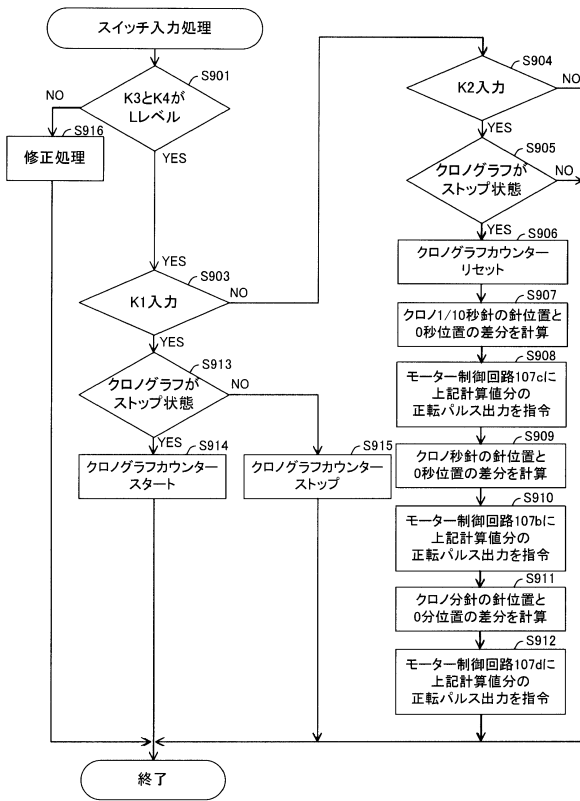 スイッチ入力処理
S901
K3とK4が
Lレベル
NO
YES
S916
修正処理
YES
S903
K1入力
NO
YES
S913
クロノグラフが
ストップ状態
NO
YES
S914
クロノグラフカウンター
スタート
S915
クロノグラフカウンター
ストップ
S904
K2入力
NO
YES
S905
クロノグラフが
ストップ状態
NO
YES
S906
クロノグラフカウンター
リセット
S907
クロノ1/10秒針の針位置と
0秒位置の差分を計算
S908
モーター制御回路107cに
上記計算値分の
正転パルス出力を指令
S909
クロノ秒針の針位置と
0秒位置の差分を計算
S910
モーター制御回路107bに
上記計算値分の
正転パルス出力を指令
S911
クロノ分針の針位置と
0分位置の差分を計算
S912
モーター制御回路107dに
上記計算値分の
正転パルス出力を指令
終了